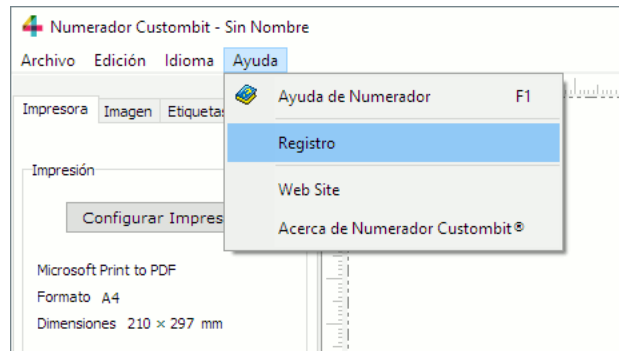 Numerador Custombit - Sin Nombre
Archivo Edición Idioma Ayuda
Ayuda de Numerador F1
Impresora Imagen Etiquetas
Registro
Impresión
Web Site
Configurar Impres
Acerca de Numerador Custombit®
Microsoft Print to PDF
Formato A4
Dimensiones 210 × 297 mm